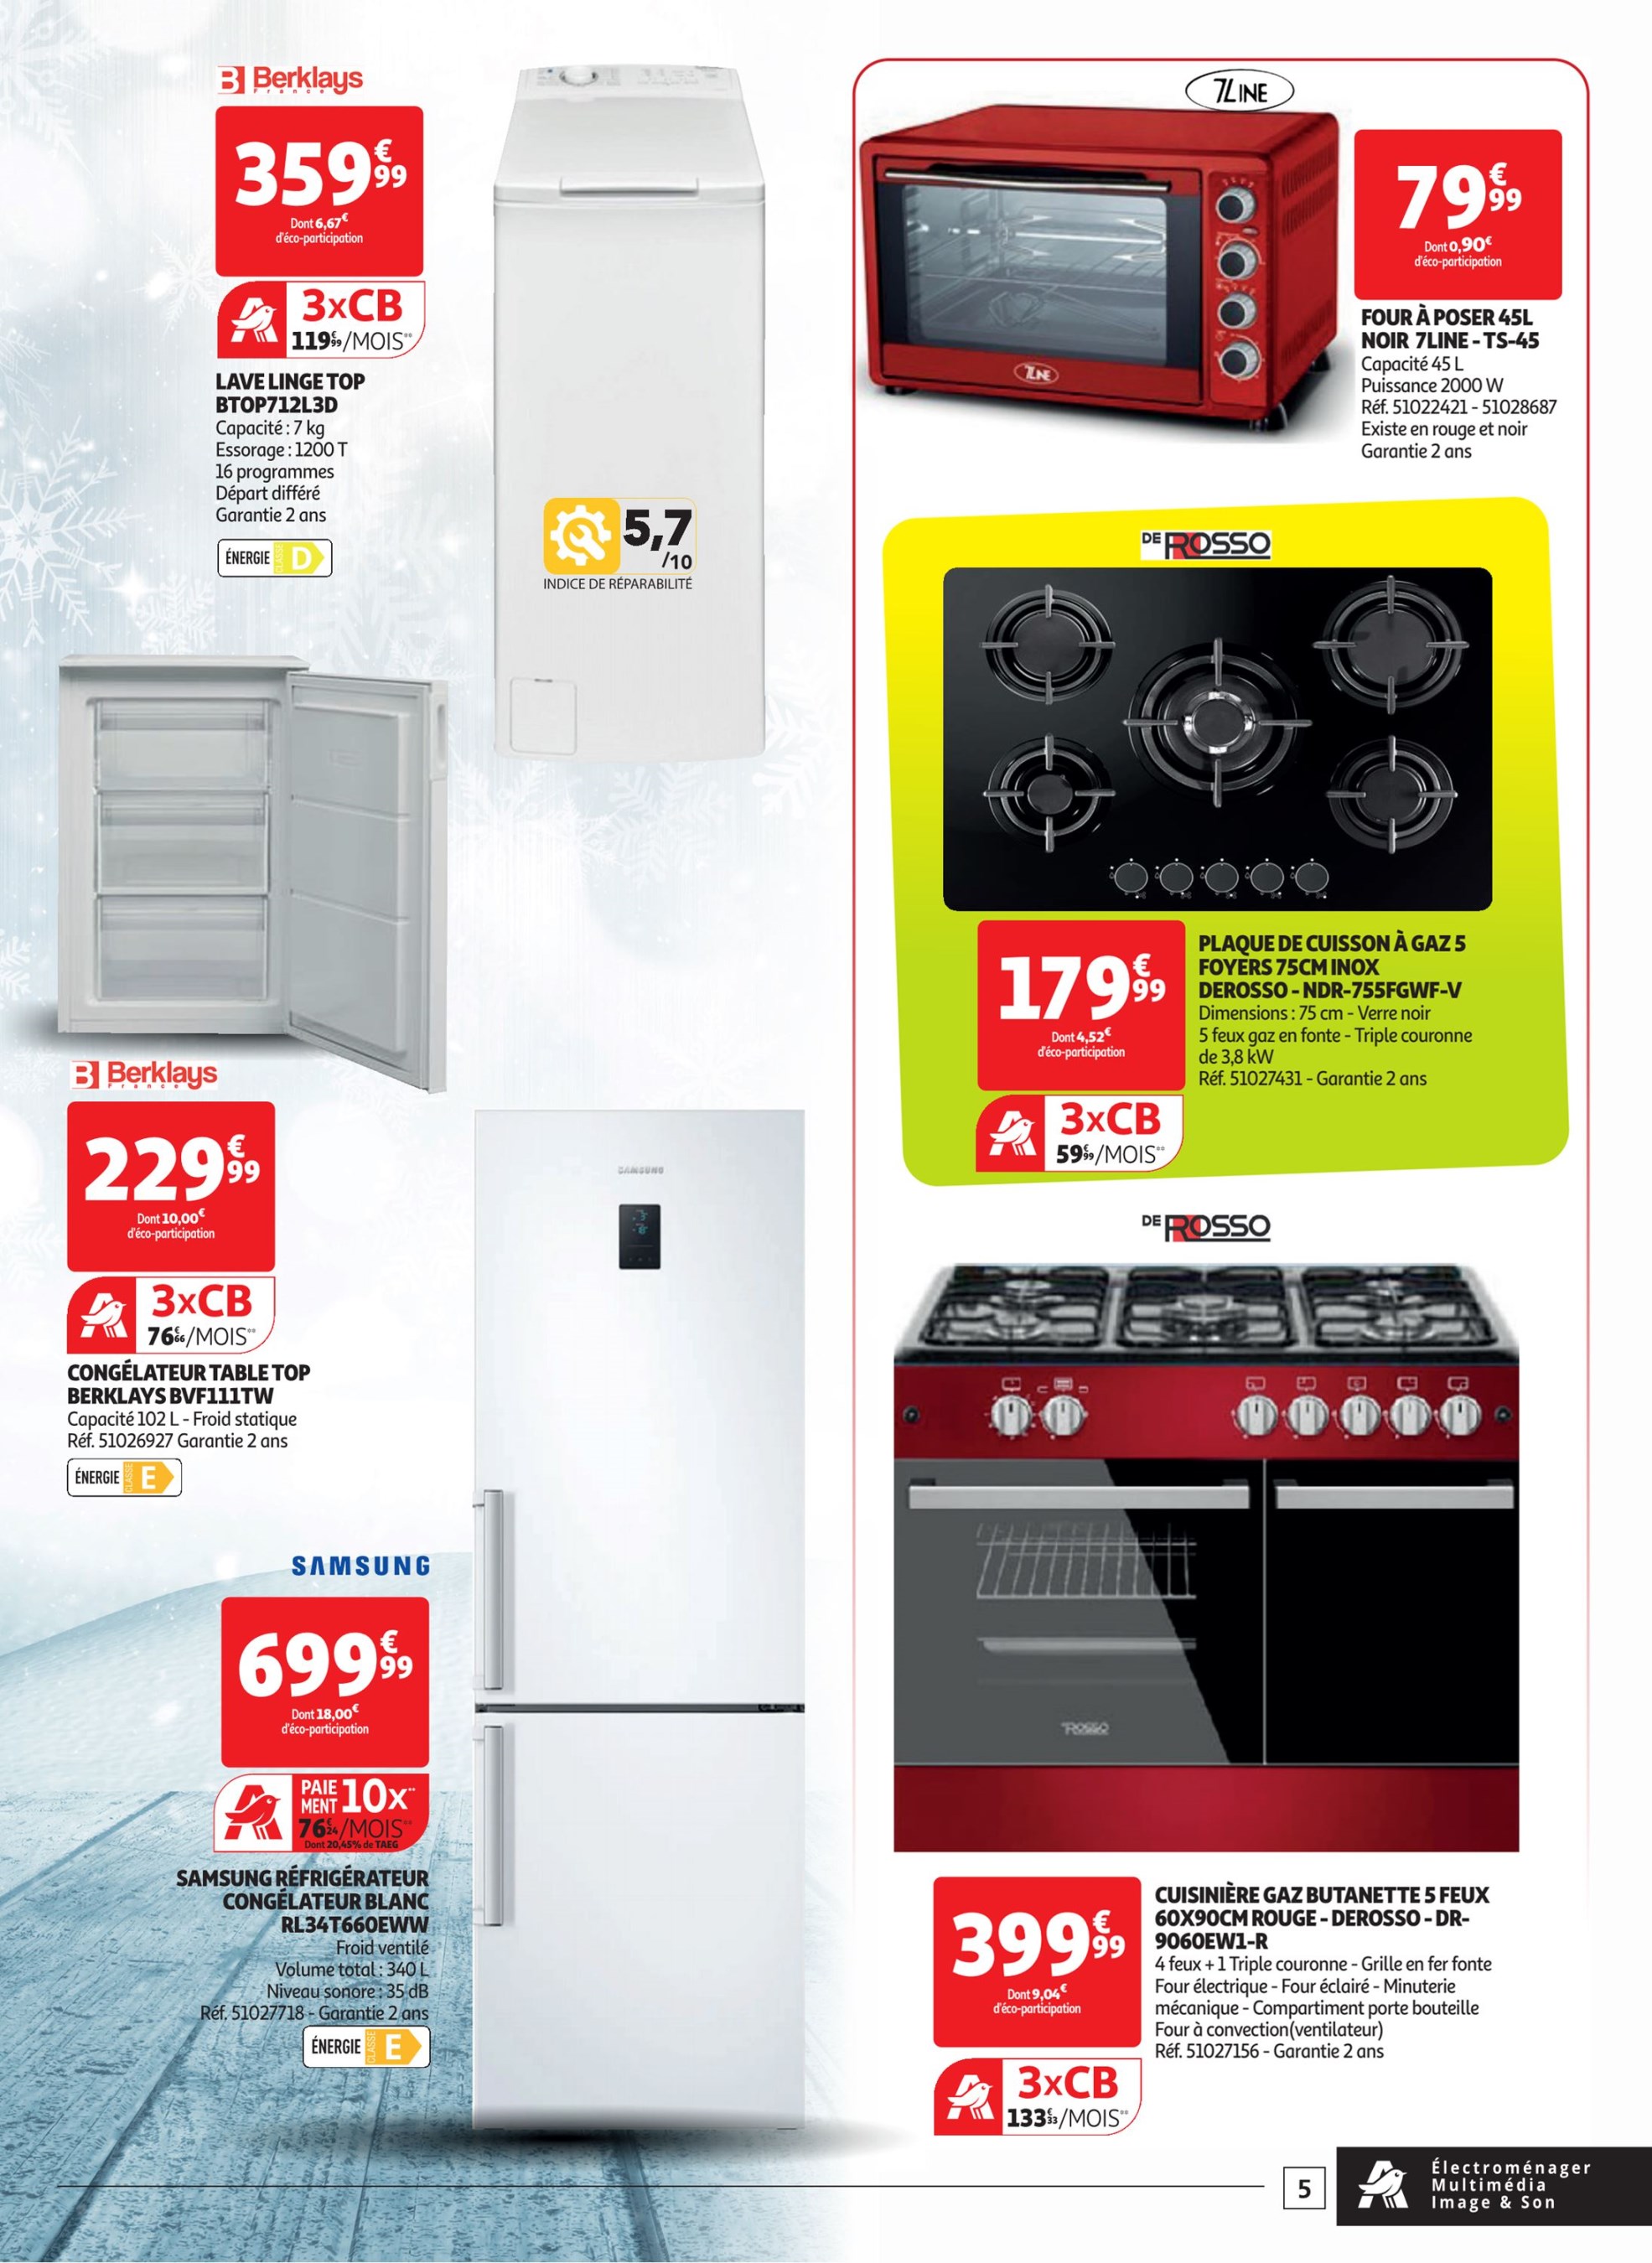 Berklays
France
359€99
Dont 6,67€
d'éco-participation
3xCB
119€99/MOIS**
LAVE LINGE TOP
BTOP712L3D
Capacité : 7 kg
Essorage : 1200 T
16 programmes
Départ différé
Garantie 2 ans
ÉNERGIE CLASSE D
5,7
/10
INDICE DE RÉPARABILITÉ
7LINE
7LINE
79€99
Dont 0,90€
d'éco-participation
FOUR À POSER 45L
NOIR 7LINE - TS-45
Capacité 45 L
Puissance 2000 W
Réf. 51022421 - 51028687
Existe en rouge et noir
Garantie 2 ans
DE ROSSO
179€99
Dont 4,52€
d'éco-participation
3xCB
59€99/MOIS**
PLAQUE DE CUISSON À GAZ 5
FOYERS 75CM INOX
DEROSSO - NDR-755FGWF-V
Dimensions : 75 cm - Verre noir
5 feux gaz en fonte - Triple couronne
de 3,8 kW
Réf. 51027431 - Garantie 2 ans
Berklays
France
229€99
Dont 10,00€
d'éco-participation
3xCB
76€66/MOIS**
CONGÉLATEUR TABLE TOP
BERKLAYS BVF111TW
Capacité 102 L - Froid statique
Réf. 51026927 Garantie 2 ans
ÉNERGIE CLASSE E
SAMSUNG
SAMSUNG
699€99
Dont 18,00€
d'éco-participation
PAIE
MENT 10x**
76€24/MOIS**
Dont 20,45% de TAEG
SAMSUNG RÉFRIGÉRATEUR
CONGÉLATEUR BLANC
RL34T660EWW
Froid ventilé
Volume total : 340 L
Niveau sonore : 35 dB
Réf. 51027718 - Garantie 2 ans
ÉNERGIE CLASSE E
DE ROSSO
DE ROSSO
399€99
Dont 9,04€
d'éco-participation
3xCB
133€33/MOIS**
CUISINIÈRE GAZ BUTANETTE 5 FEUX
60X90CM ROUGE - DEROSSO - DR-
9060EW1-R
4 feux + 1 Triple couronne - Grille en fer fonte
Four électrique - Four éclairé - Minuterie
mécanique - Compartiment porte bouteille
Four à convection(ventilateur)
Réf. 51027156 - Garantie 2 ans
5
Électroménager
Multimédia
Image & Son